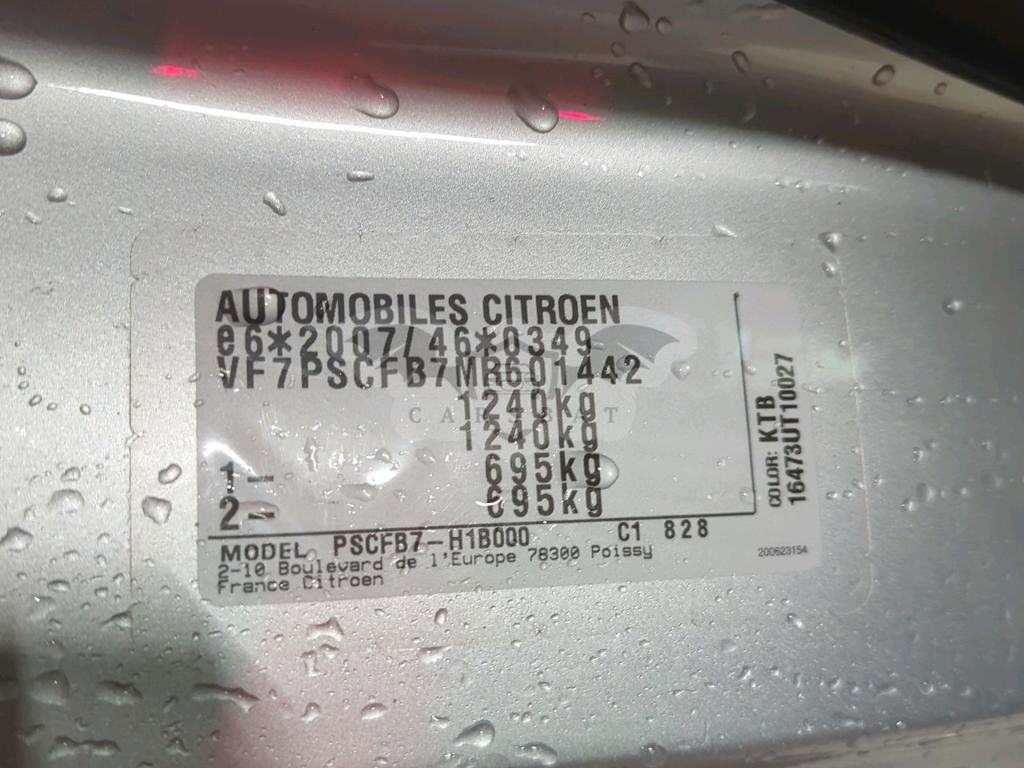 AUTOMOBILES CITROEN
e6*2007/46*0349
VF7PSCFB7MR601442
1240kg
1240kg
1- 695kg
2- 695kg
MODEL PSCFB7-H1B000 C1 828
2-10 Boulevard de l'Europe 78300 Poissy
France Citroen
COLOR: KTB
16473UT10027
200623154